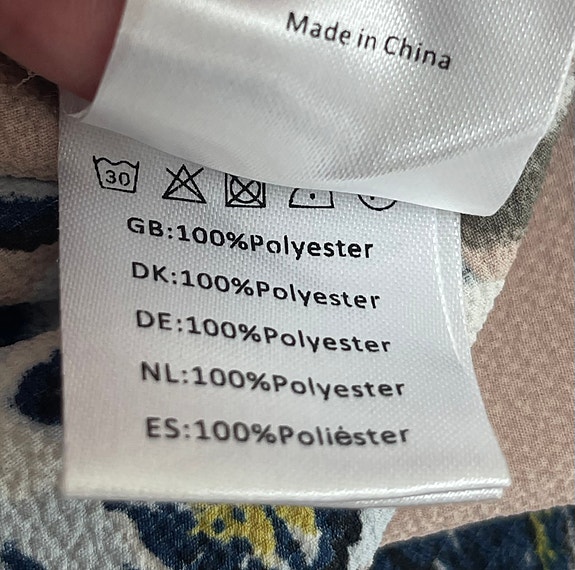 Made in China
30
GB:100%Polyester
DK:100%Polyester
DE:100%Polyester
NL:100%Polyester
ES:100%Poliéster